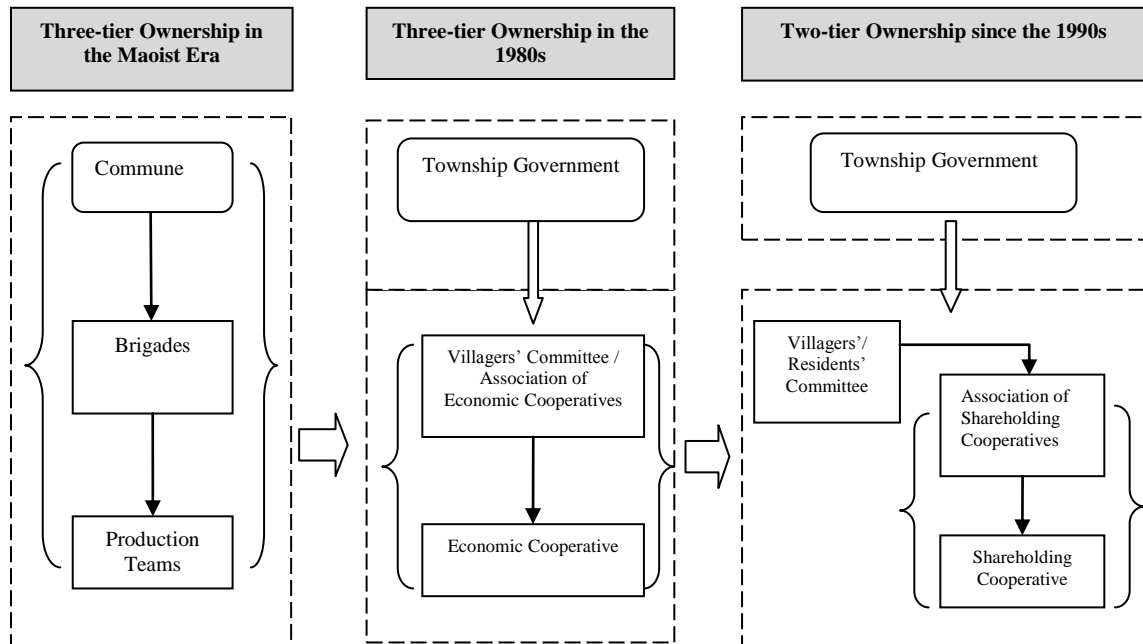 Three-tier Ownership in
the Maoist Era
Commune
Brigades
Production
Teams
Three-tier Ownership in the
1980s
Township Government
Villagers’ Committee /
Association of
Economic Cooperatives
Economic Cooperative
Two-tier Ownership since the 1990s
Township Government
Villagers’/
Residents’
Committee
Association of
Shareholding
Cooperatives
Shareholding
Cooperative